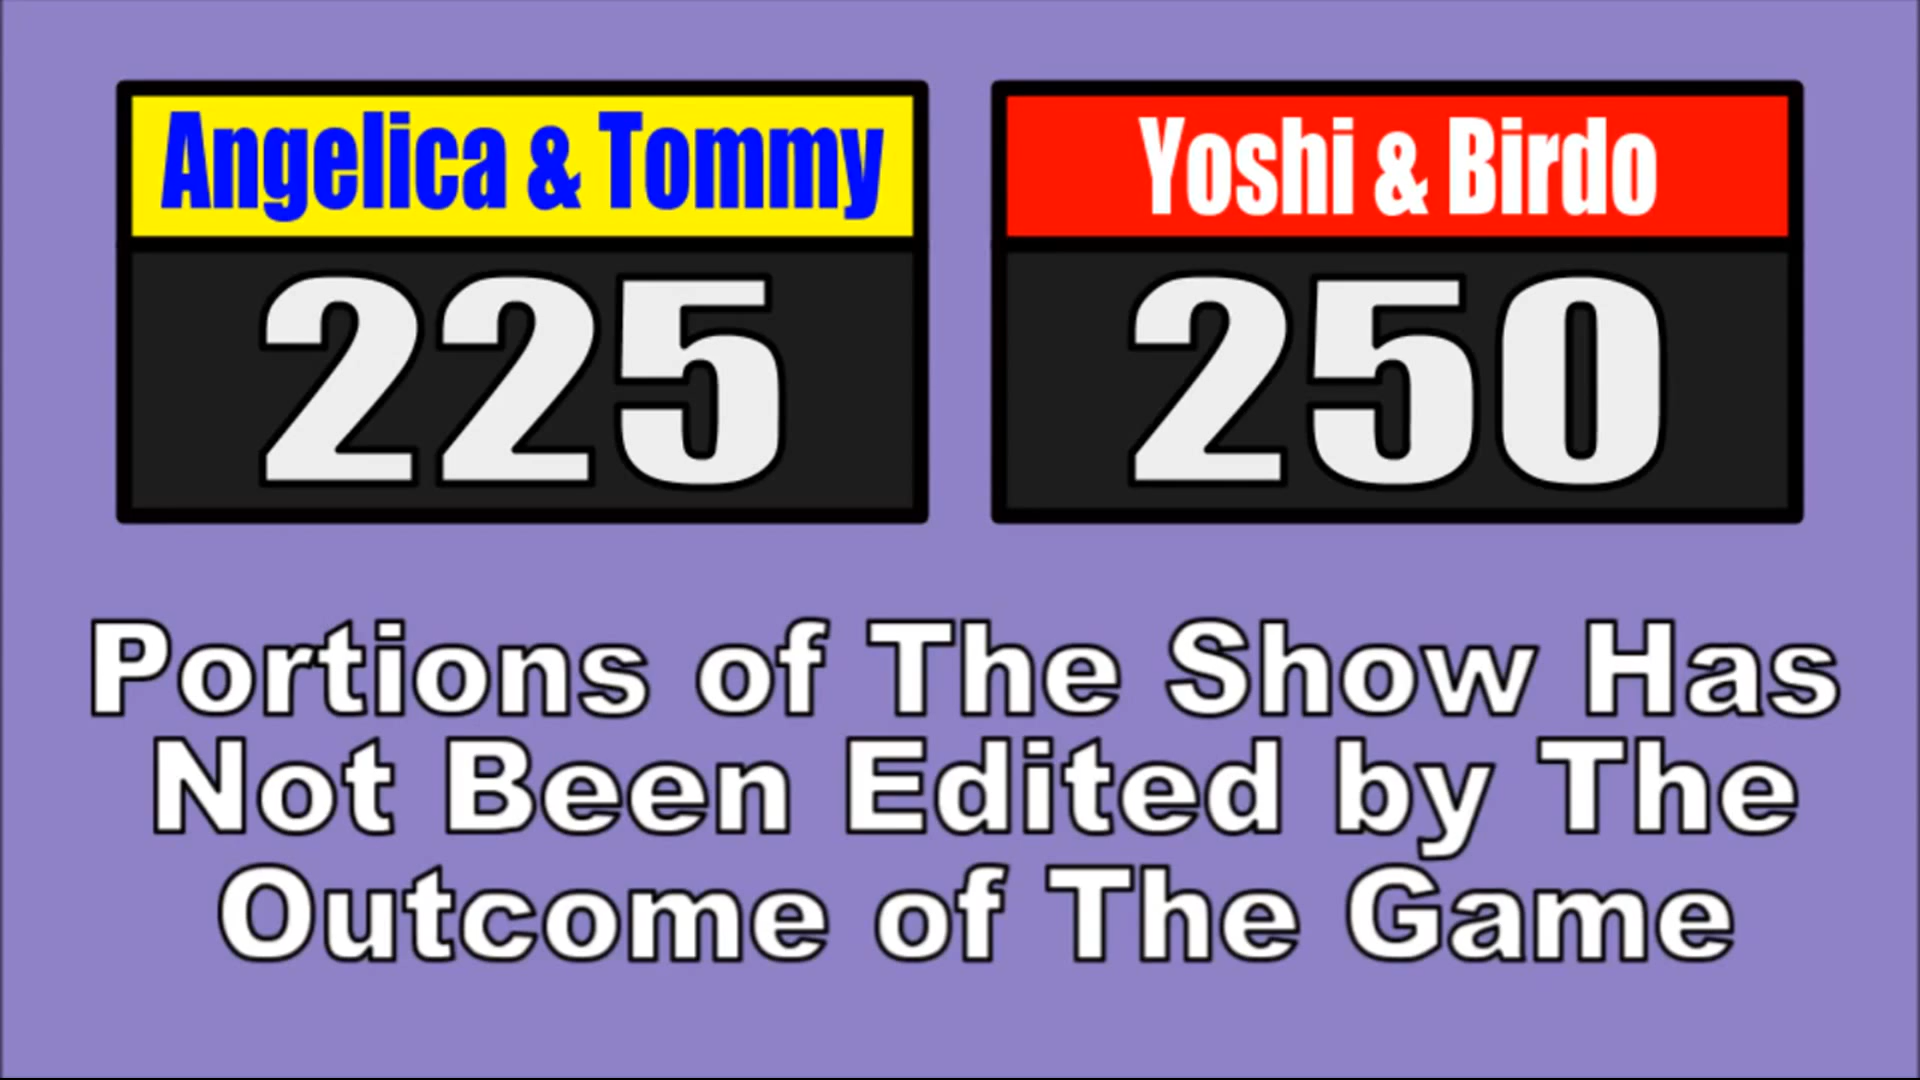 Angelica & Tommy
225
Yoshi & Birdo
250
Portions of The Show Has
Not Been Edited by The
Outcome of The Game